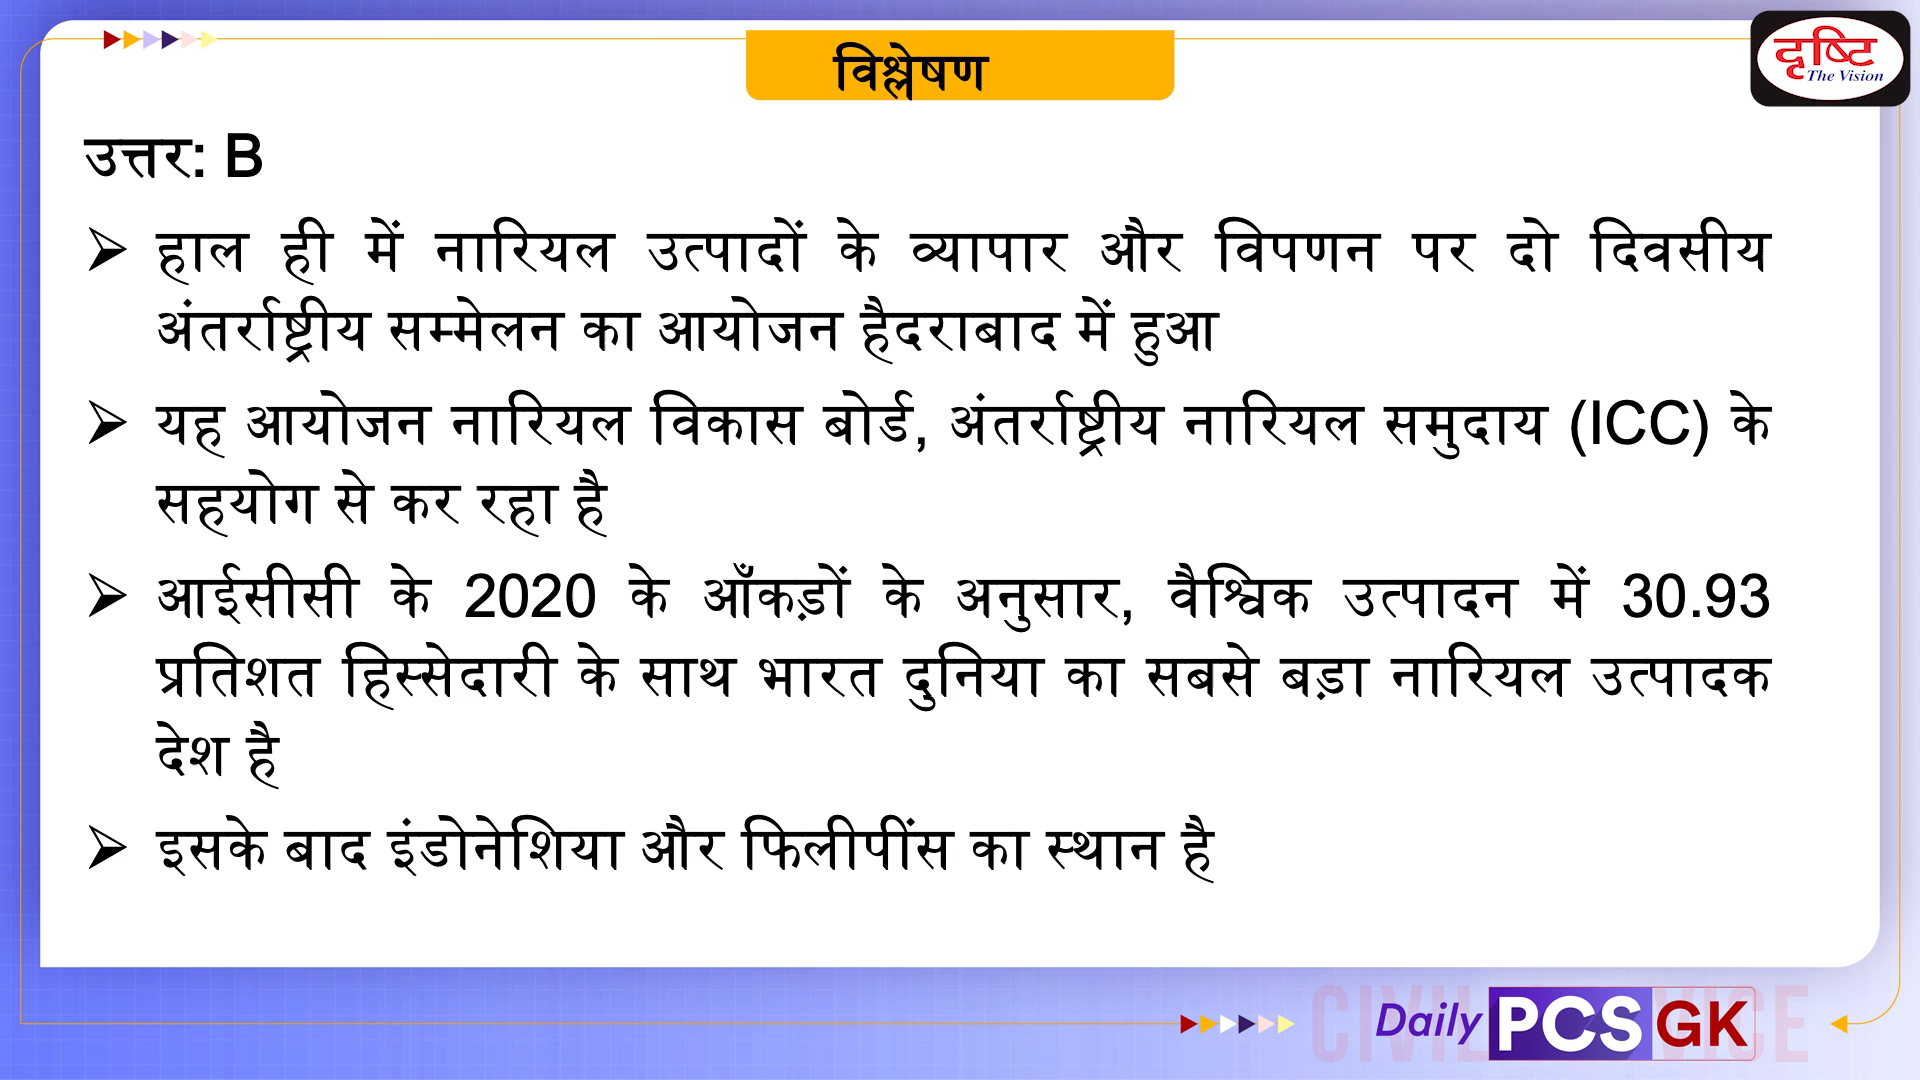 विश्लेषण
दृष्टि
The Vision
उत्तर: B
➢ हाल ही में नारियल उत्पादों के व्यापार और विपणन पर दो दिवसीय
अंतर्राष्ट्रीय सम्मेलन का आयोजन हैदराबाद में हुआ
➢ यह आयोजन नारियल विकास बोर्ड, अंतर्राष्ट्रीय नारियल समुदाय (ICC) के
सहयोग से कर रहा है
➢ आईसीसी के 2020 के आँकड़ों के अनुसार, वैश्विक उत्पादन में 30.93
प्रतिशत हिस्सेदारी के साथ भारत दुनिया का सबसे बड़ा नारियल उत्पादक
देश है
➢ इसके बाद इंडोनेशिया और फिलीपींस का स्थान है
Daily PCS GK